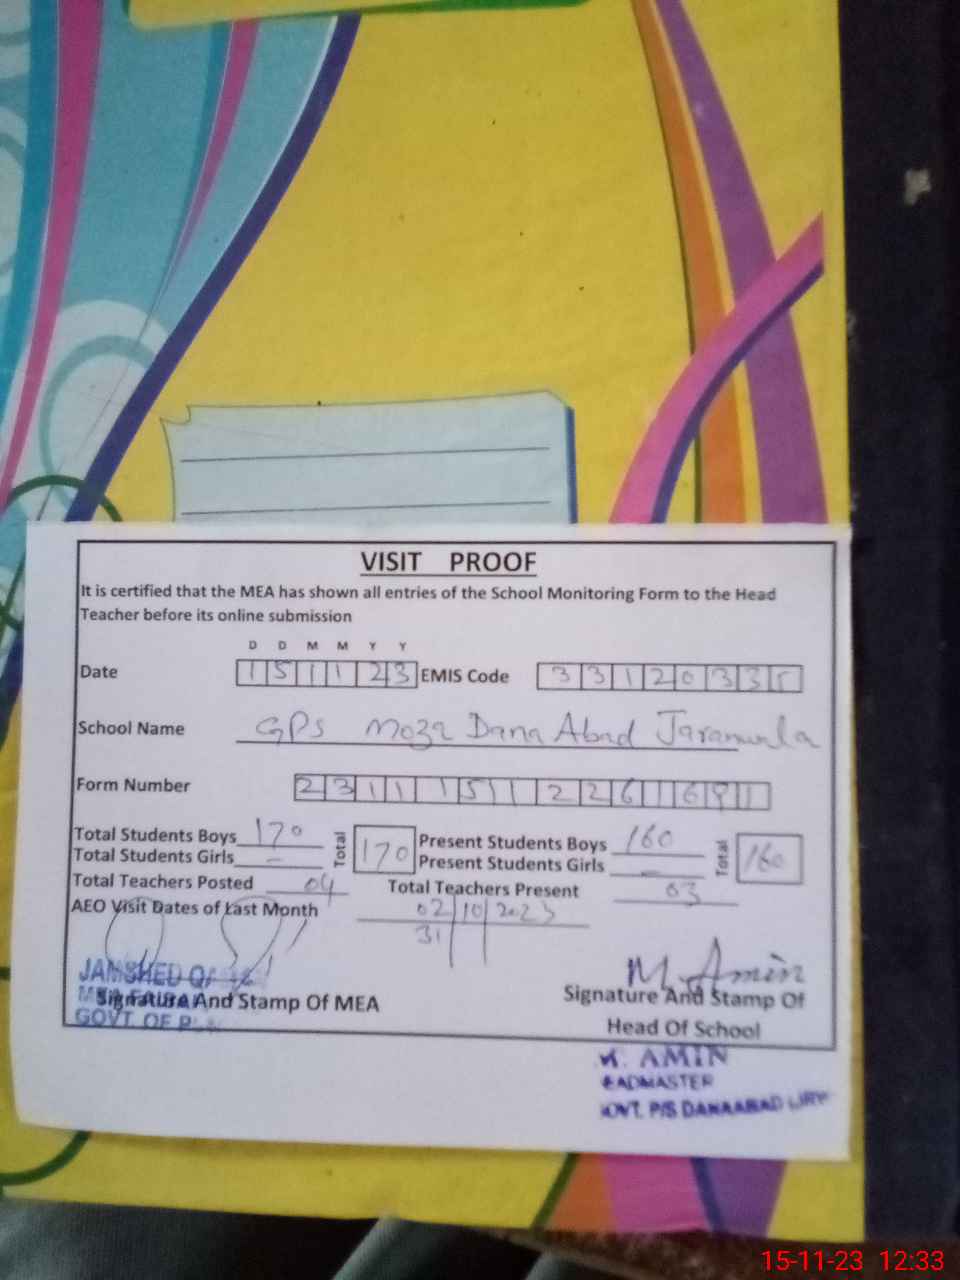 VISIT PROOF
It is certified that the MEA has shown all entries of the School Monitoring Form to the Head
Teacher before its online submission
D D M M Y Y
Date 1 5 1 1 2 3 EMIS Code 3 3 1 2 0 3 3 5
School Name GPS Moza Dana Abad Jaranwala
Form Number 2 3 1 1 1 5 1 2 2 6 1 6 9 1
Total Students Boys 170 Total 170 Present Students Boys 160 Total 160
Total Students Girls - Present Students Girls -
Total Teachers Posted 04 Total Teachers Present 03
AEO Visit Dates of Last Month 02 10 2023
31
M. Amin
JAMSHED
Signature And Stamp Of MEA Signature And Stamp Of
GOVT. OF Head Of School
M. AMIN
EADMASTER
GOVT. P/S DANAABAD
15-11-23 12:33